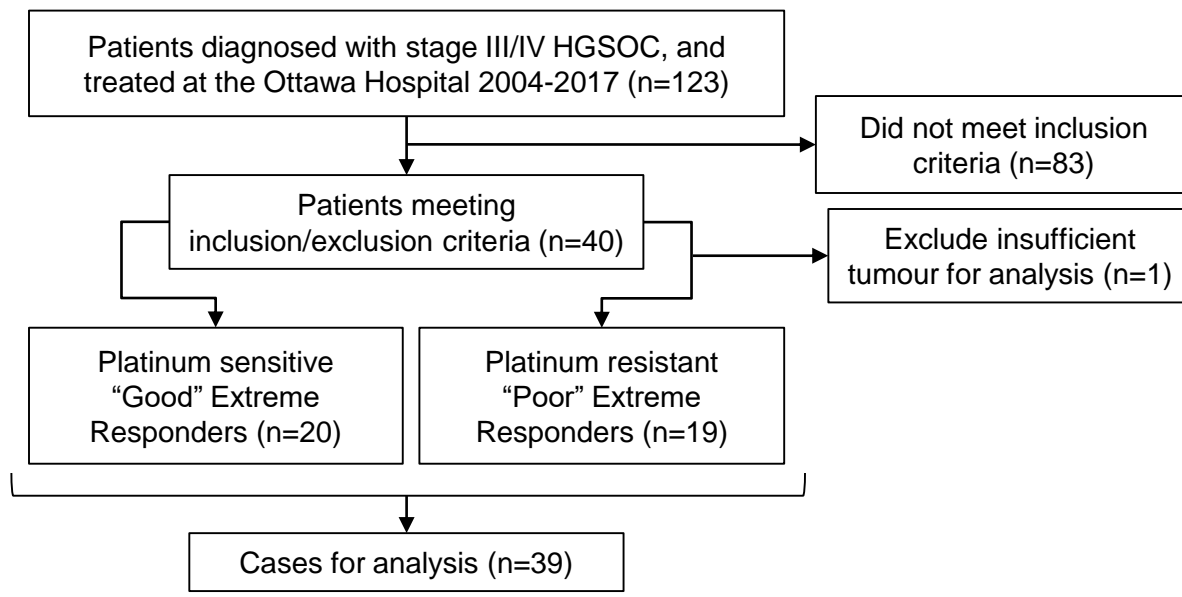 Patients diagnosed with stage III/IV HGSOC, and
treated at the Ottawa Hospital 2004-2017 (n=123)
Did not meet inclusion
criteria (n=83)
Patients meeting
inclusion/exclusion criteria (n=40)
Exclude insufficient
tumour for analysis (n=1)
Platinum sensitive
“Good” Extreme
Responders (n=20)
Platinum resistant
“Poor” Extreme
Responders (n=19)
Cases for analysis (n=39)